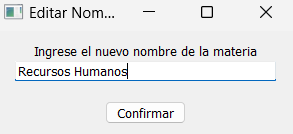 Editar Nom...
Ingrese el nuevo nombre de la materia
Recursos Humanos
Confirmar